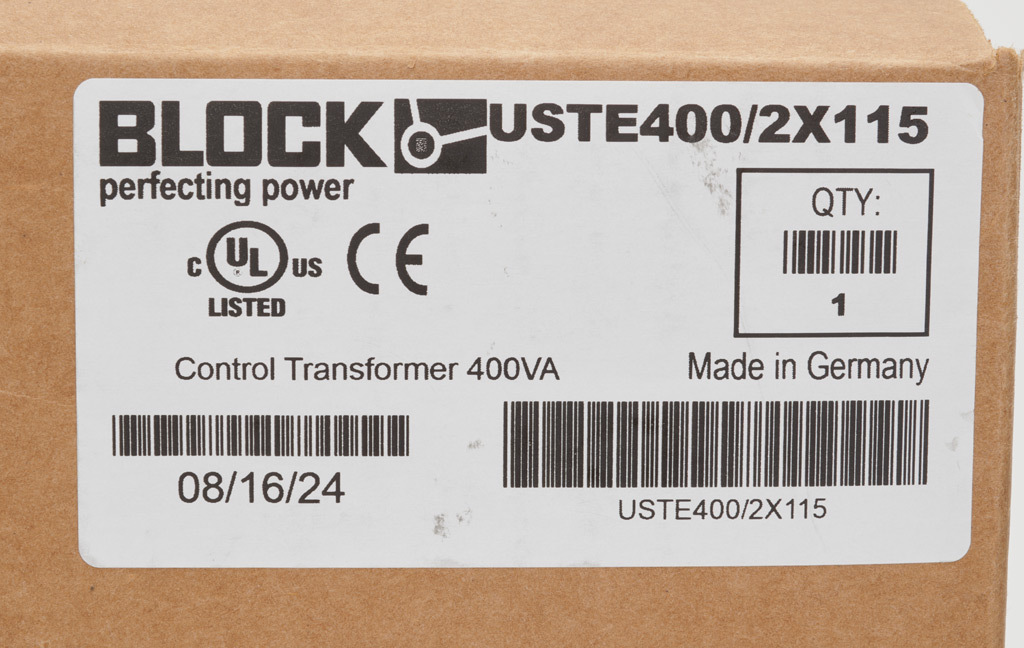 BLOCK
USTE400/2X115
perfecting power
QTY:
1
C UL US
LISTED
CE
Control Transformer 400VA
Made in Germany
08/16/24
USTE400/2X115